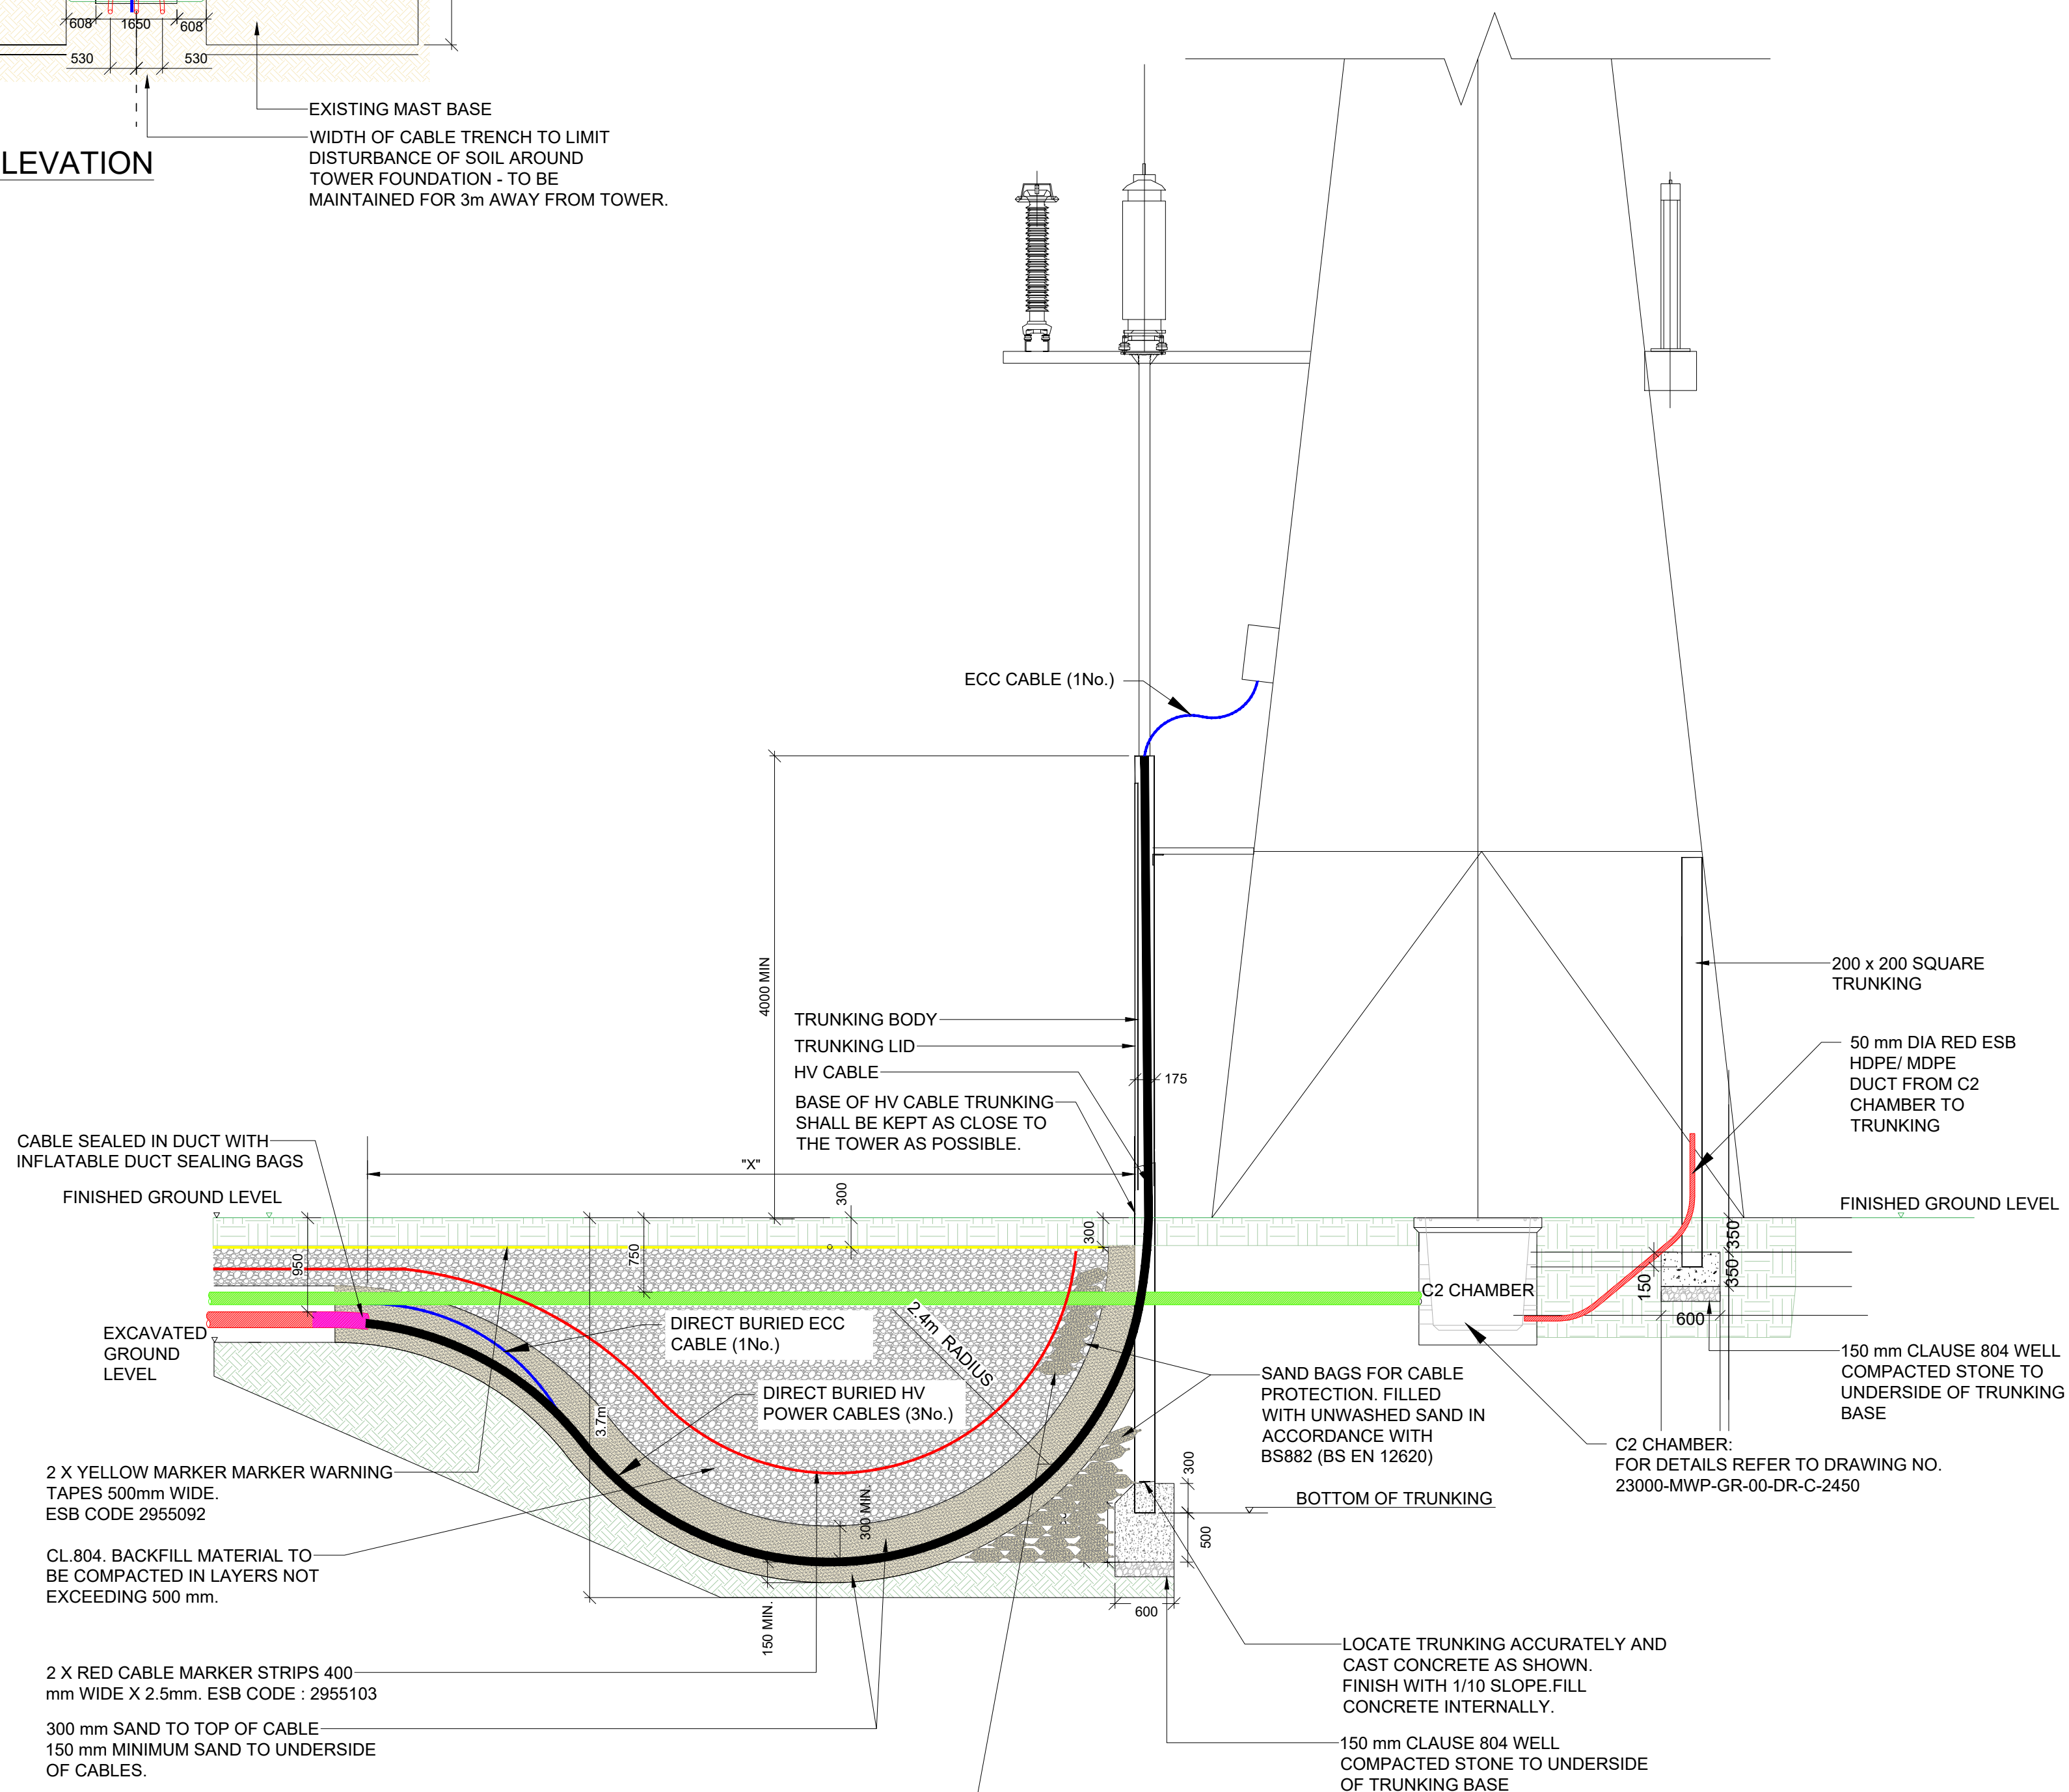 608
1650
608
530
530
EXISTING MAST BASE
WIDTH OF CABLE TRENCH TO LIMIT
DISTURBANCE OF SOIL AROUND
TOWER FOUNDATION - TO BE
MAINTAINED FOR 3m AWAY FROM TOWER.
LEVATION
ECC CABLE (1No.)
4000 MIN
TRUNKING BODY
TRUNKING LID
HV CABLE
175
BASE OF HV CABLE TRUNKING
SHALL BE KEPT AS CLOSE TO
THE TOWER AS POSSIBLE.
200 x 200 SQUARE
TRUNKING
50 mm DIA RED ESB
HDPE/ MDPE
DUCT FROM C2
CHAMBER TO
TRUNKING
CABLE SEALED IN DUCT WITH
INFLATABLE DUCT SEALING BAGS
"X"
FINISHED GROUND LEVEL
300
300
FINISHED GROUND LEVEL
950
750
350
350
150
600
C2 CHAMBER
EXCAVATED
GROUND
LEVEL
DIRECT BURIED ECC
CABLE (1No.)
2.4m RADIUS
DIRECT BURIED HV
POWER CABLES (3No.)
3.7m
SAND BAGS FOR CABLE
PROTECTION. FILLED
WITH UNWASHED SAND IN
ACCORDANCE WITH
BS882 (BS EN 12620)
150 mm CLAUSE 804 WELL
COMPACTED STONE TO
UNDERSIDE OF TRUNKING
BASE
C2 CHAMBER:
FOR DETAILS REFER TO DRAWING NO.
23000-MWP-GR-00-DR-C-2450
2 X YELLOW MARKER MARKER WARNING
TAPES 500mm WIDE.
ESB CODE 2955092
300
BOTTOM OF TRUNKING
300 MIN.
500
CL.804. BACKFILL MATERIAL TO
BE COMPACTED IN LAYERS NOT
EXCEEDING 500 mm.
150 MIN.
600
2 X RED CABLE MARKER STRIPS 400
mm WIDE X 2.5mm. ESB CODE : 2955103
LOCATE TRUNKING ACCURATELY AND
CAST CONCRETE AS SHOWN.
FINISH WITH 1/10 SLOPE.FILL
CONCRETE INTERNALLY.
300 mm SAND TO TOP OF CABLE
150 mm MINIMUM SAND TO UNDERSIDE
OF CABLES.
150 mm CLAUSE 804 WELL
COMPACTED STONE TO UNDERSIDE
OF TRUNKING BASE